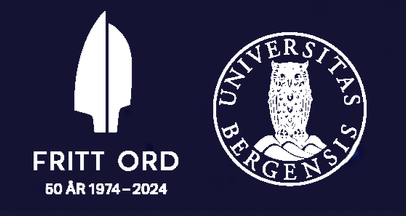 FRITT ORD
50 ÅR 1974–2024
UNIVERSITAS
BERGENSIS